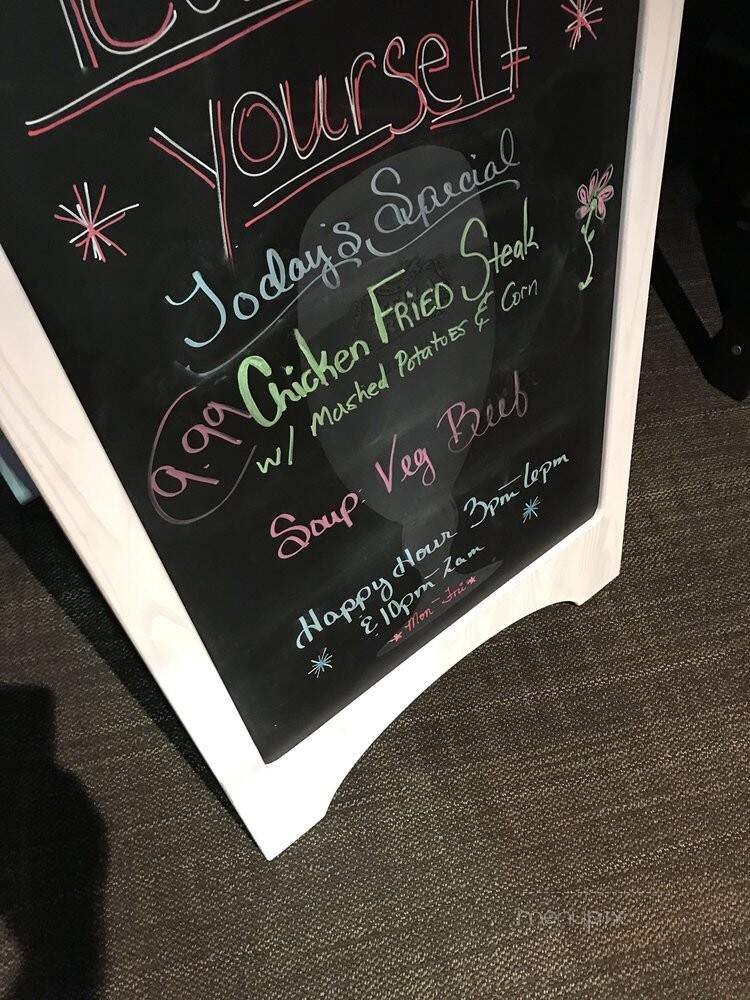 yourself
Today's Special
Chicken Fried Steak
w/ Mashed Potatoes & Corn
9.99
Soup: Veg Beef
Happy Hour 3pm-6pm
& 10pm-2am
Mon-Fri
menupix